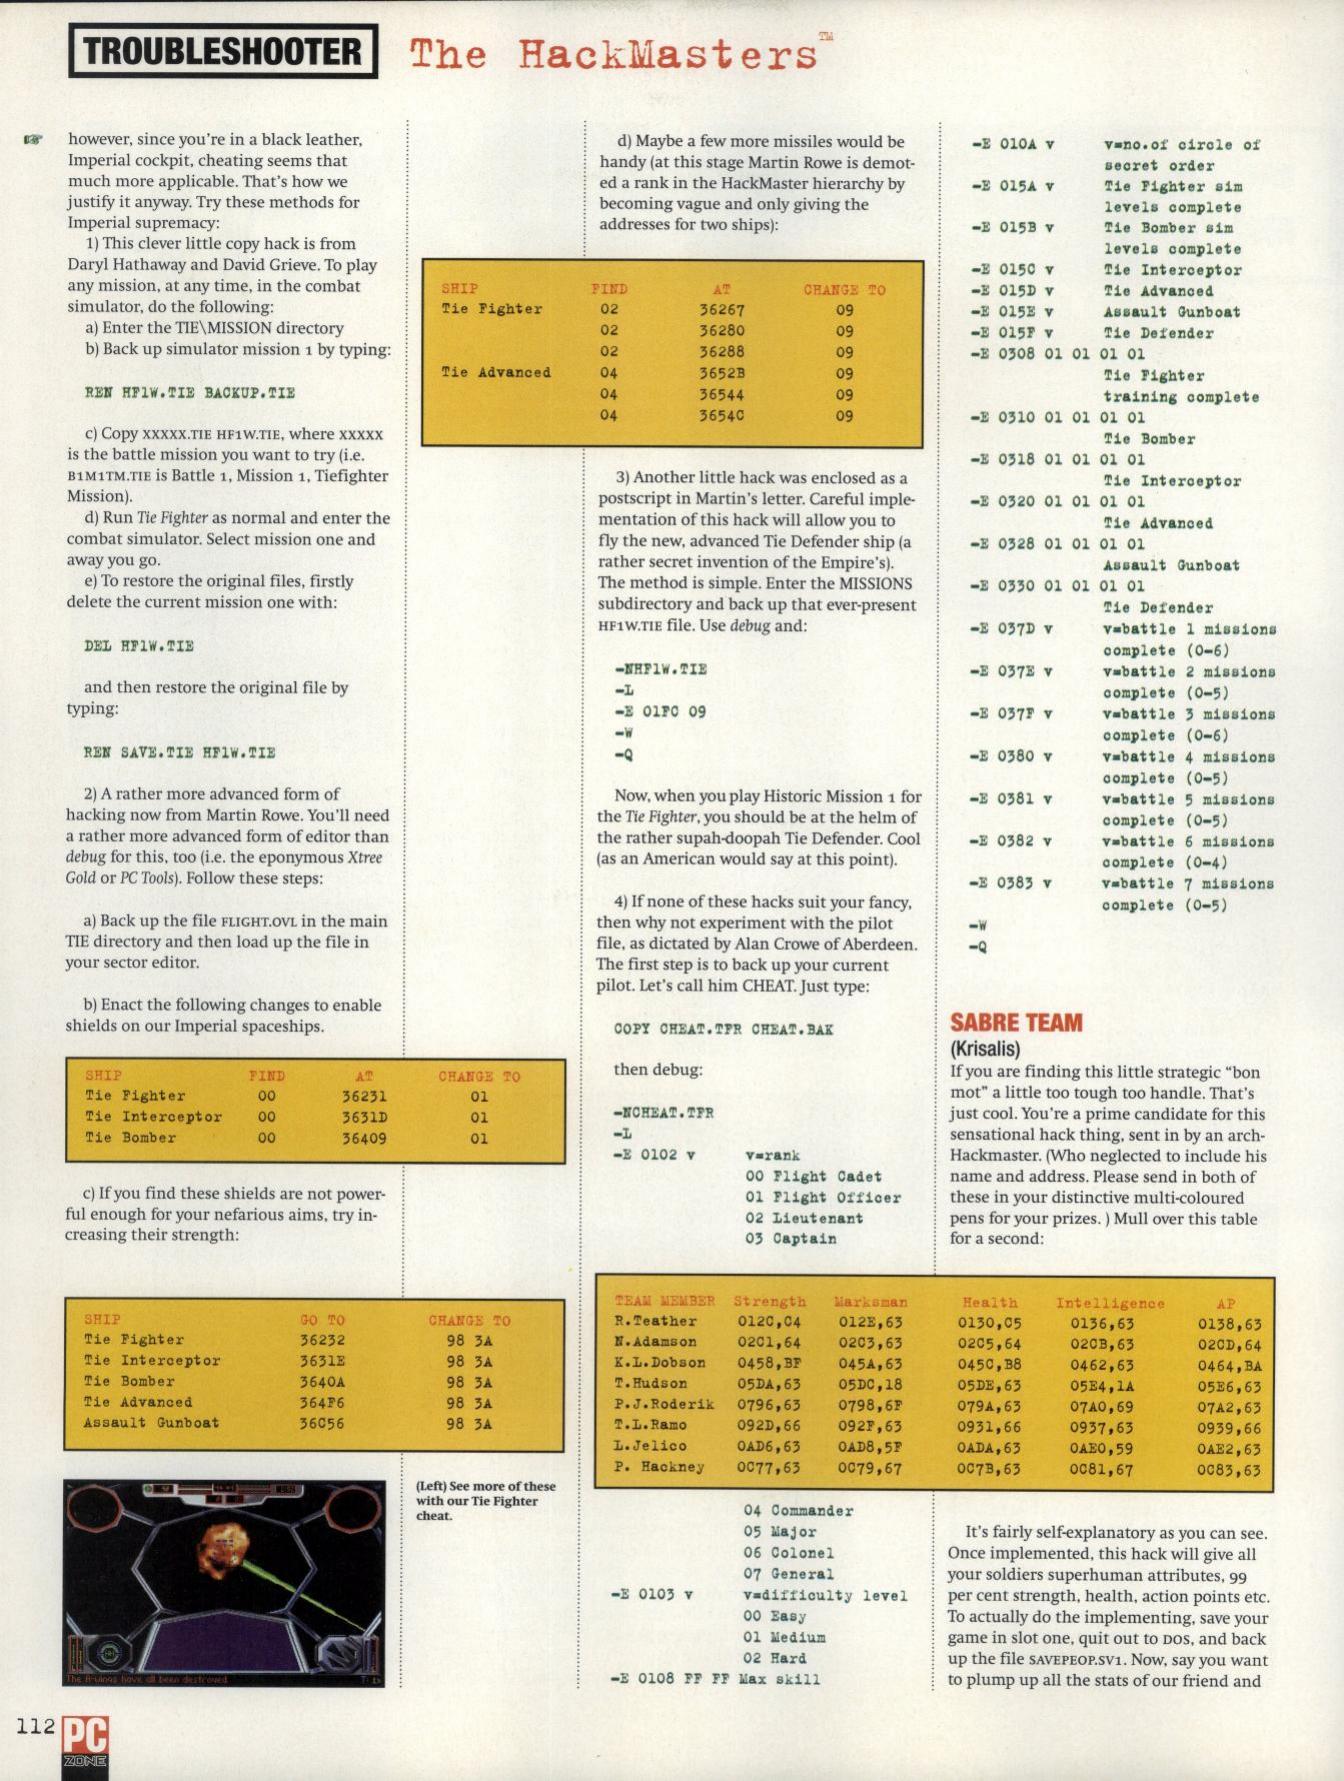 TROUBLESHOOTER The HackMasters™
however, since you're in a black leather,
Imperial cockpit, cheating seems that
much more applicable. That's how we
justify it anyway. Try these methods for
Imperial supremacy:
1) This clever little copy hack is from
Daryl Hathaway and David Grieve. To play
any mission, at any time, in the combat
simulator, do the following:
a) Enter the TIE\MISSION directory
b) Back up simulator mission 1 by typing:
REN HF1W.TIE BACKUP.TIE
c) Copy XXXXX.TIE HF1W.TIE, where XXXXX
is the battle mission you want to try (i.e.
B1M1TM.TIE is Battle 1, Mission 1, Tiefighter
Mission).
d) Run Tie Fighter as normal and enter the
combat simulator. Select mission one and
away you go.
e) To restore the original files, firstly
delete the current mission one with:
DEL HF1W.TIE
and then restore the original file by
typing:
REN SAVE.TIE HF1W.TIE
2) A rather more advanced form of
hacking now from Martin Rowe. You'll need
a rather more advanced form of editor than
debug for this, too (i.e. the eponymous Xtree
Gold or PC Tools). Follow these steps:
a) Back up the file FLIGHT.OVL in the main
TIE directory and then load up the file in
your sector editor.
b) Enact the following changes to enable
shields on our Imperial spaceships.
SHIP FIND AT CHANGE TO
Tie Fighter 00 36231 01
Tie Interceptor 00 3631D 01
Tie Bomber 00 36409 01
c) If you find these shields are not power-
ful enough for your nefarious aims, try in-
creasing their strength:
SHIP GO TO CHANGE TO
Tie Fighter 36232 98 3A
Tie Interceptor 3631E 98 3A
Tie Bomber 3640A 98 3A
Tie Advanced 364F6 98 3A
Assault Gunboat 36C56 98 3A
The A-wings have all been destroyed
(Left) See more of these
with our Tie Fighter
cheat.
d) Maybe a few more missiles would be
handy (at this stage Martin Rowe is demot-
ed a rank in the HackMaster hierarchy by
becoming vague and only giving the
addresses for two ships):
SHIP FIND AT CHANGE TO
Tie Fighter 02 36267 09
02 36280 09
02 36288 09
Tie Advanced 04 3652B 09
04 36544 09
04 3654C 09
3) Another little hack was enclosed as a
postscript in Martin's letter. Careful imple-
mentation of this hack will allow you to
fly the new, advanced Tie Defender ship (a
rather secret invention of the Empire's).
The method is simple. Enter the MISSIONS
subdirectory and back up that ever-present
HF1W.TIE file. Use debug and:
-NHF1W.TIE
-L
-E 01FC 09
-W
-Q
Now, when you play Historic Mission 1 for
the Tie Fighter, you should be at the helm of
the rather supah-doopah Tie Defender. Cool
(as an American would say at this point).
4) If none of these hacks suit your fancy,
then why not experiment with the pilot
file, as dictated by Alan Crowe of Aberdeen.
The first step is to back up your current
pilot. Let's call him CHEAT. Just type:
COPY CHEAT.TFR CHEAT.BAK
then debug:
-NCHEAT.TFR
-L
-E 0102 v v=rank
00 Flight Cadet
01 Flight Officer
02 Lieutenant
03 Captain
04 Commander
05 Major
06 Colonel
07 General
-E 0103 v v=difficulty level
00 Easy
01 Medium
02 Hard
-E 0108 FF FF Max skill
-E 010A v v=no.of circle of
secret order
-E 015A v Tie Fighter sim
levels complete
-E 015B v Tie Bomber sim
levels complete
-E 015C v Tie Interceptor
-E 015D v Tie Advanced
-E 015E v Assault Gunboat
-E 015F v Tie Defender
-E 0308 01 01 01 01
Tie Fighter
training complete
-E 0310 01 01 01 01
Tie Bomber
-E 0318 01 01 01 01
Tie Interceptor
-E 0320 01 01 01 01
Tie Advanced
-E 0328 01 01 01 01
Assault Gunboat
-E 0330 01 01 01 01
Tie Defender
-E 037D v v=battle 1 missions
complete (0-6)
-E 037E v v=battle 2 missions
complete (0-5)
-E 037F v v=battle 3 missions
complete (0-6)
-E 0380 v v=battle 4 missions
complete (0-5)
-E 0381 v v=battle 5 missions
complete (0-5)
-E 0382 v v=battle 6 missions
complete (0-4)
-E 0383 v v=battle 7 missions
complete (0-5)
-W
-Q
SABRE TEAM
(Krisalis)
If you are finding this little strategic "bon
mot" a little too tough too handle. That's
just cool. You're a prime candidate for this
sensational hack thing, sent in by an arch-
Hackmaster. (Who neglected to include his
name and address. Please send in both of
these in your distinctive multi-coloured
pens for your prizes. ) Mull over this table
for a second:
TEAM MEMBER Strength Marksman Health Intelligence AP
R.Teather 012C,C4 012E,63 0130,C5 0136,63 0138,63
N.Adamson 02C1,64 02C3,63 02C5,64 02CB,63 02CD,64
K.L.Dobson 0458,BF 045A,63 045C,B8 0462,63 0464,BA
T.Hudson 05DA,63 05DC,18 05DE,63 05E4,1A 05E6,63
P.J.Roderik 0796,63 0798,6F 079A,63 07A0,69 07A2,63
T.L.Ramo 092D,66 092F,63 0931,66 0937,63 0939,66
L.Jelico 0AD6,63 0AD8,5F 0ADA,63 0AE0,59 0AE2,63
P. Hackney 0C77,63 0C79,67 0C7B,63 0C81,67 0C83,63
It's fairly self-explanatory as you can see.
Once implemented, this hack will give all
your soldiers superhuman attributes, 99
per cent strength, health, action points etc.
To actually do the implementing, save your
game in slot one, quit out to DOS, and back
up the file SAVEPEOP.SV1. Now, say you want
to plump up all the stats of our friend and
112 PC
ZONE